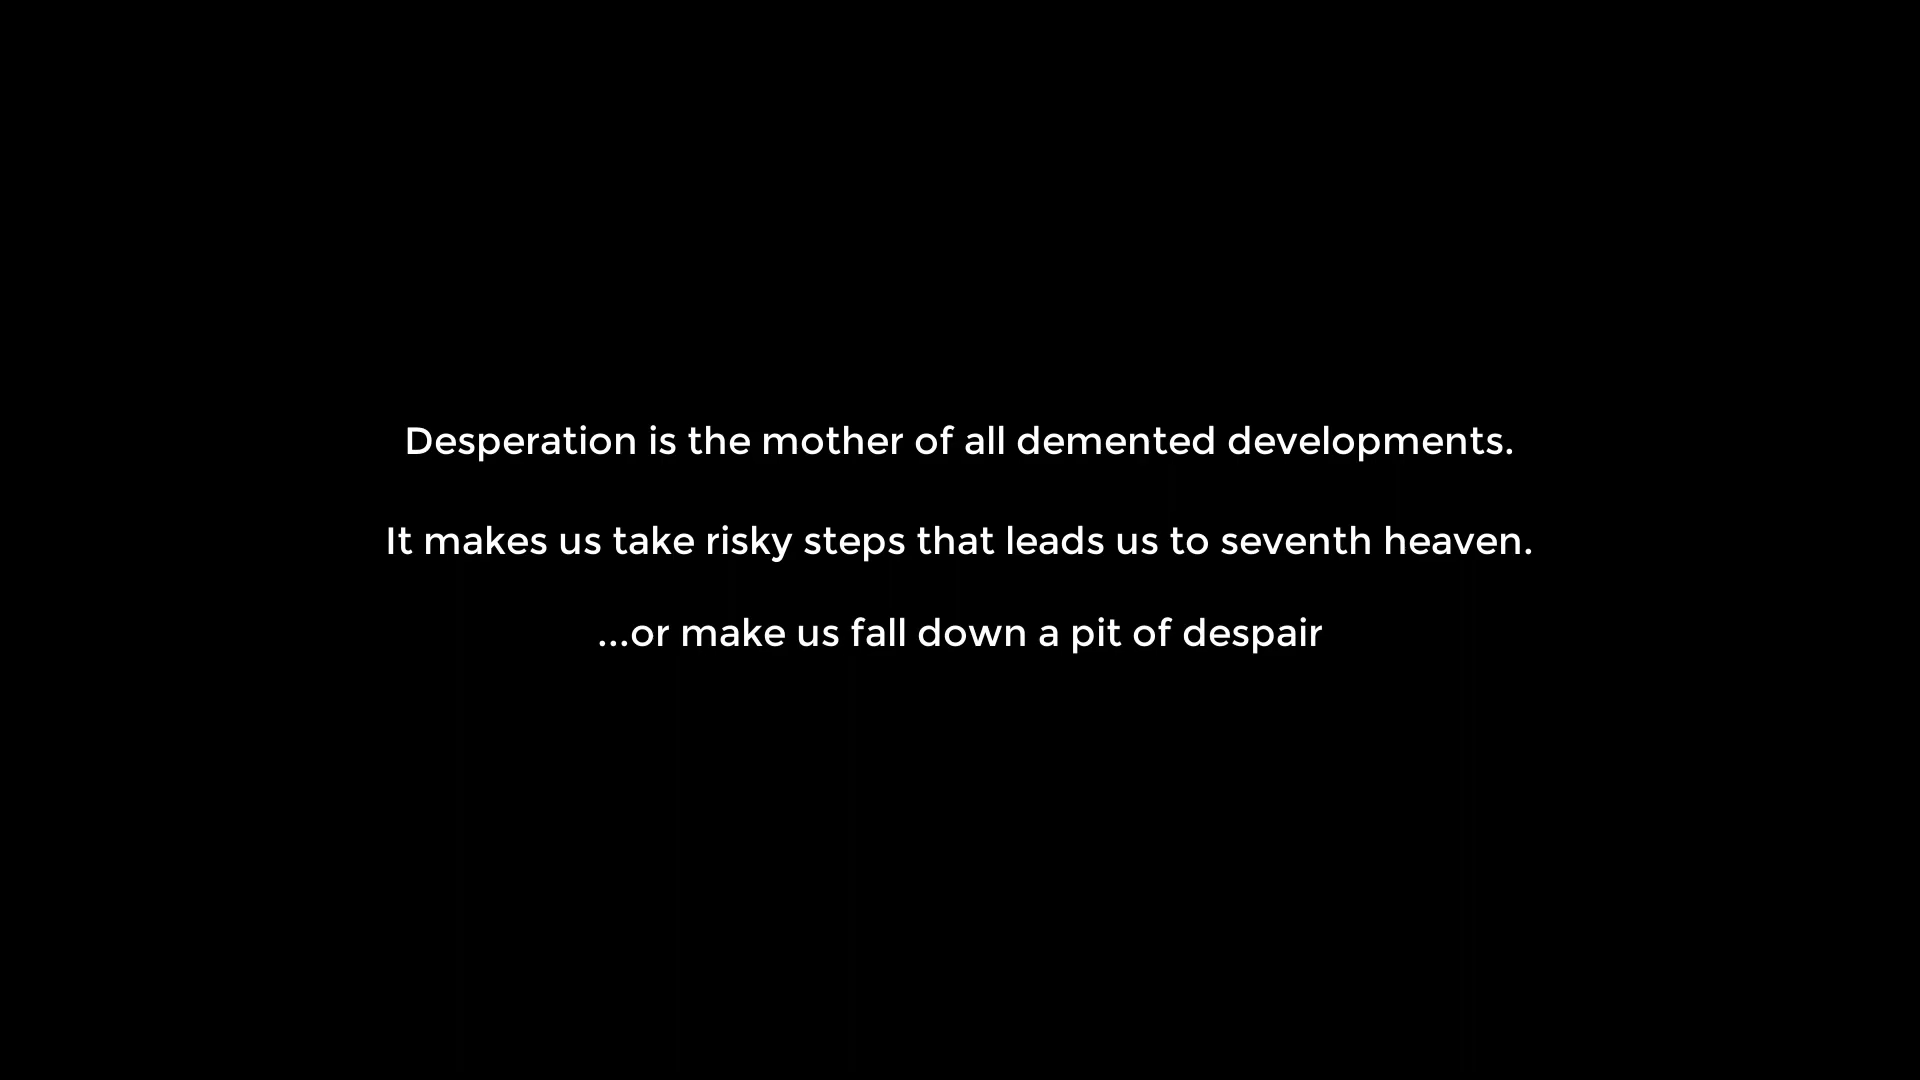 Desperation is the mother of all demented developments.
It makes us take risky steps that leads us to seventh heaven.
...or make us fall down a pit of despair